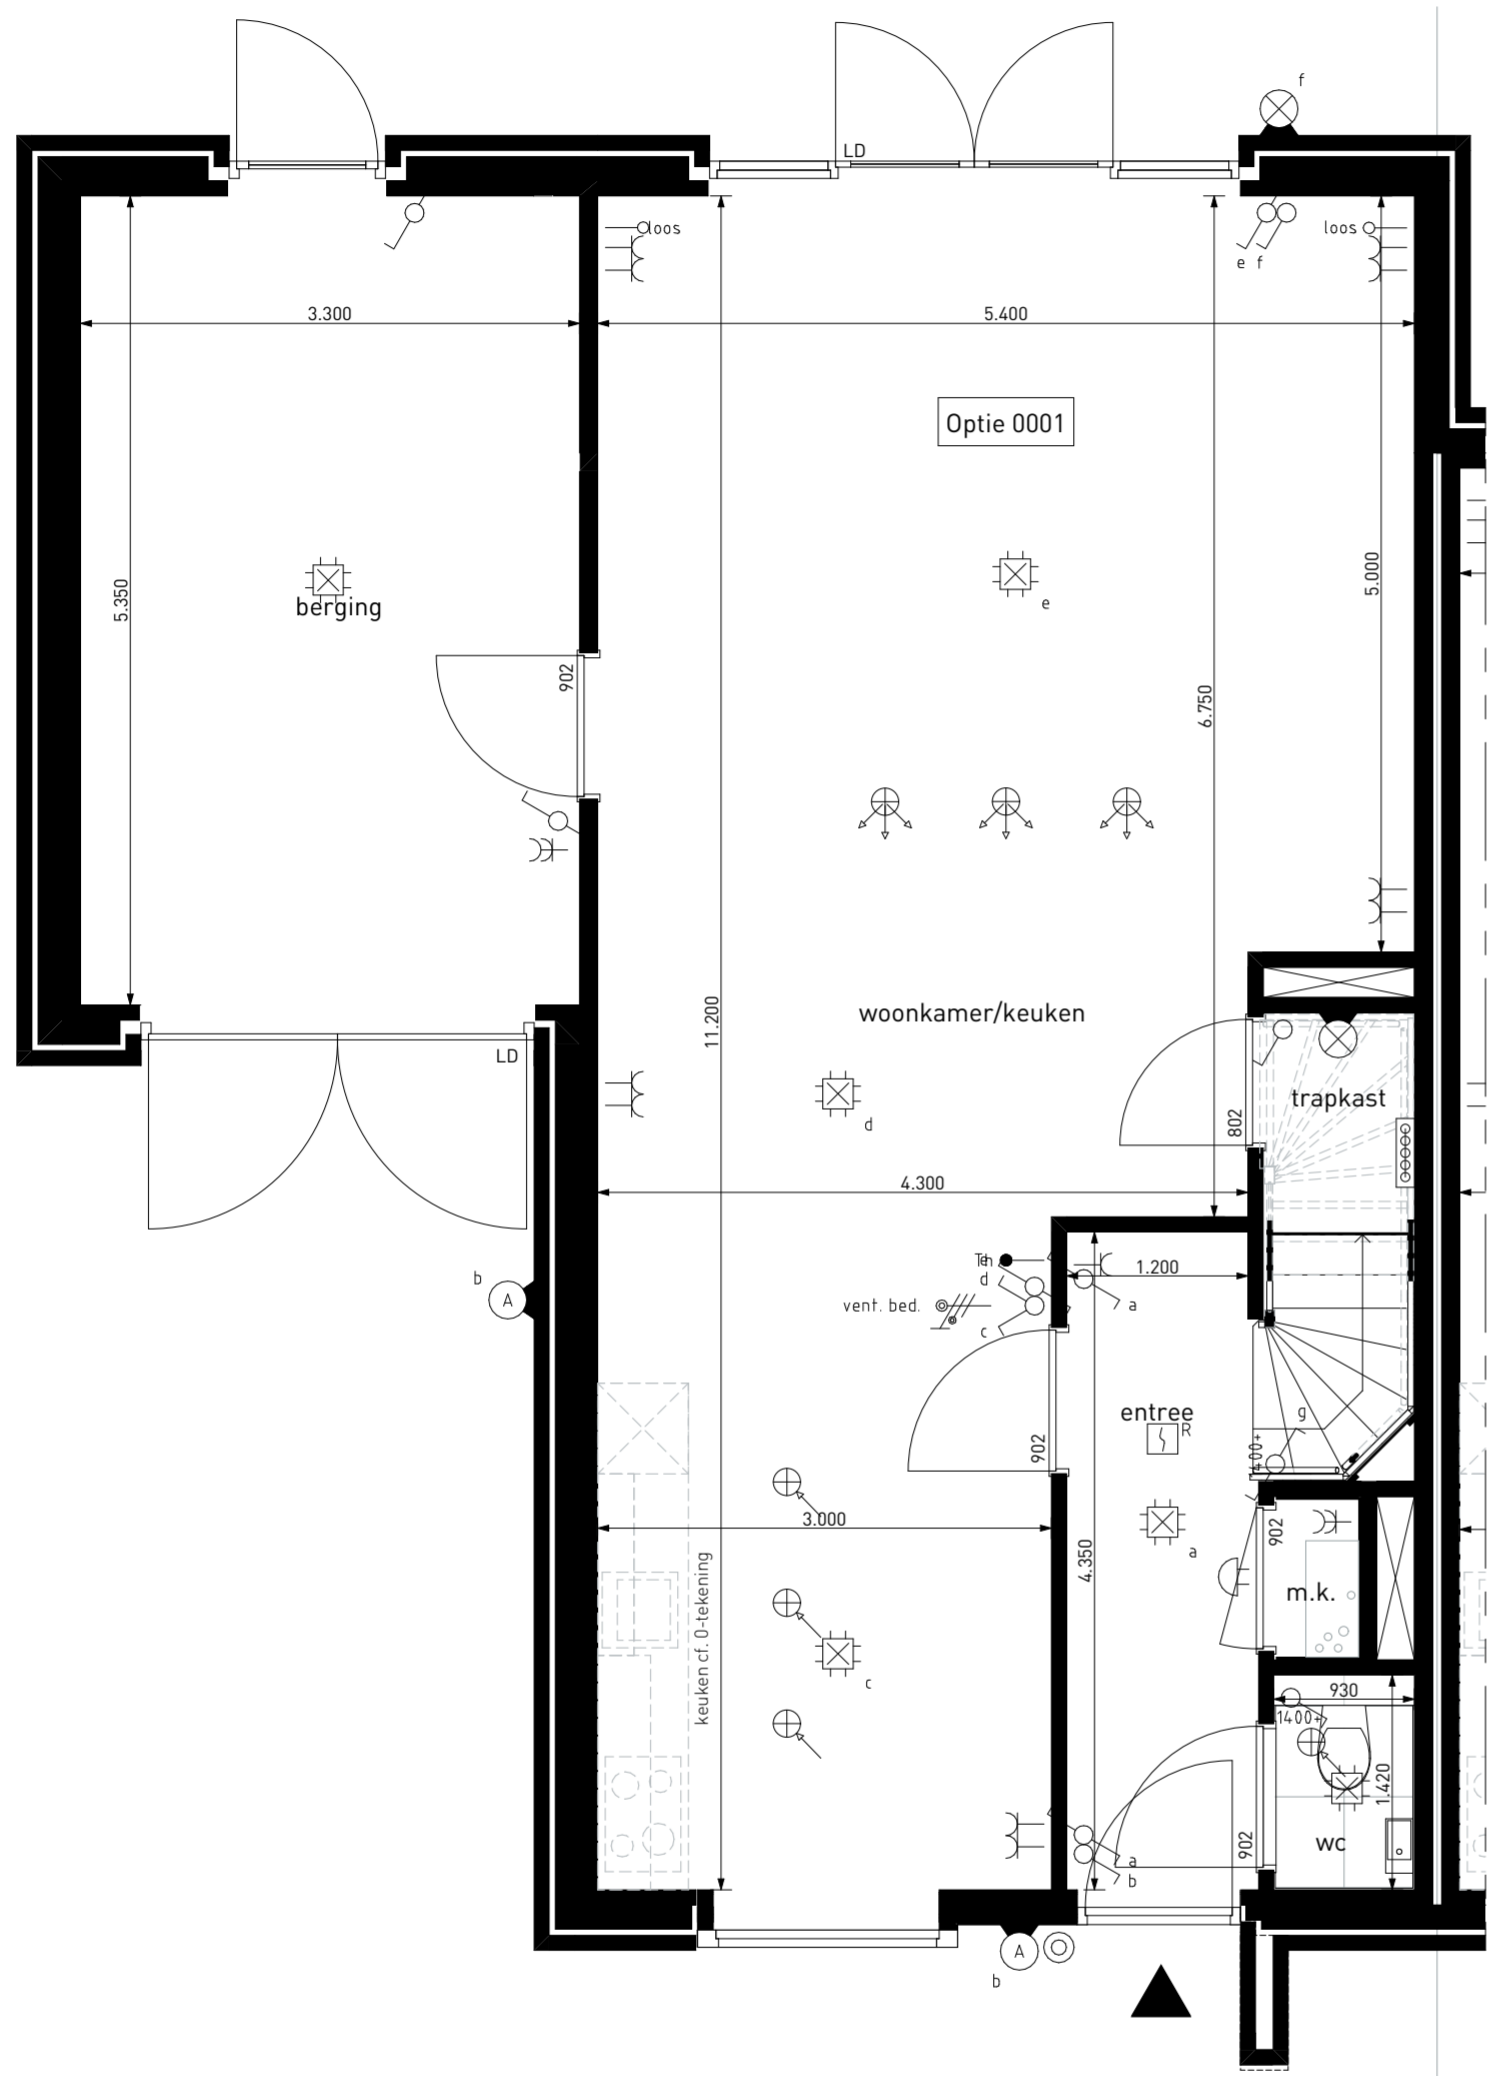 f
LD
loos
loos
e f
3.300
5.400
Optie 0001
5.350
berging
e
5.000
902
6.750
11.200
woonkamer/keuken
LD
d
802
trapkast
4.300
b
A
Th
e
d
1.200
a
vent. bed.
c
entree
R
g
902
3.000
4.350
a
902
m.k.
keuken cf. 0-tekening
c
930
1400+
1.420
wc
902
a
b
A
b